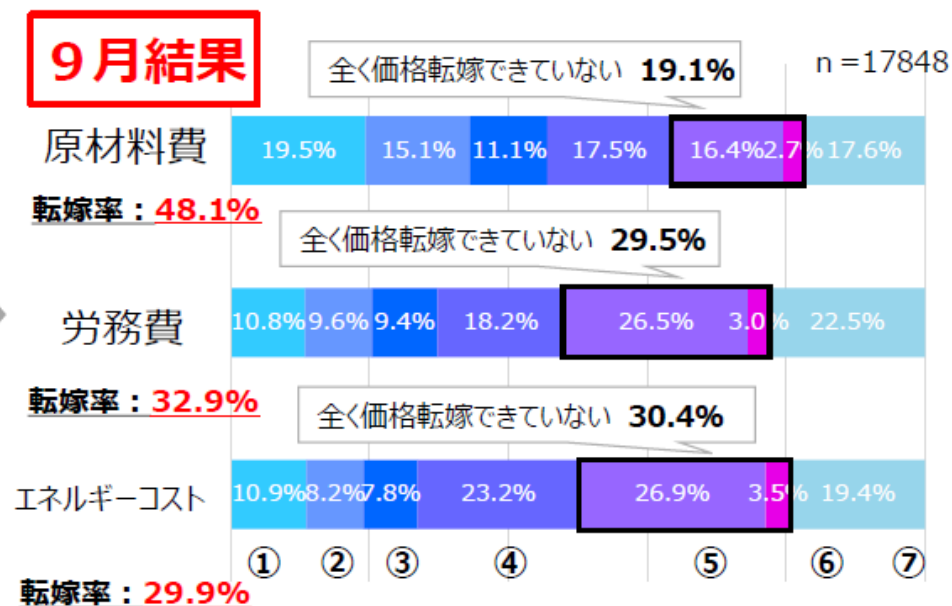 9月結果
n=17848
全く価格転嫁できていない 19.1%
原材料費
19.5% 15.1% 11.1% 17.5% 16.4% 2.7% 17.6%
転嫁率：48.1%
全く価格転嫁できていない 29.5%
労務費
10.8% 9.6% 9.4% 18.2% 26.5% 3.0% 22.5%
転嫁率：32.9%
全く価格転嫁できていない 30.4%
エネルギーコスト
10.9% 8.2% 7.8% 23.2% 26.9% 3.5% 19.4%
① ② ③ ④ ⑤ ⑥ ⑦
転嫁率：29.9%